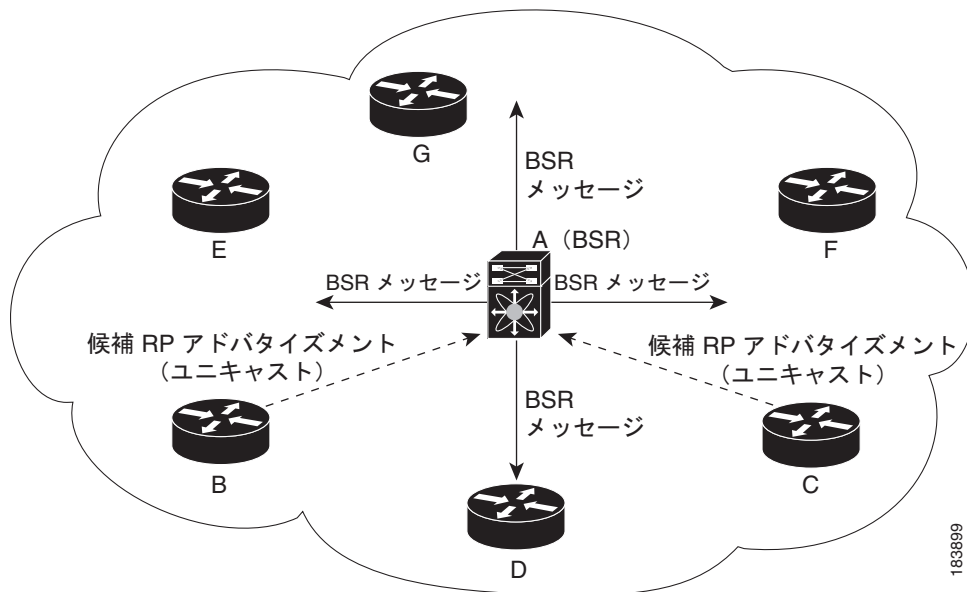 G
BSR
メッセージ
E
F
A（BSR）
BSR メッセージ
BSR メッセージ
候補 RP アドバタイズメント
（ユニキャスト）
候補 RP アドバタイズメント
（ユニキャスト）
BSR
メッセージ
B
C
D
183899